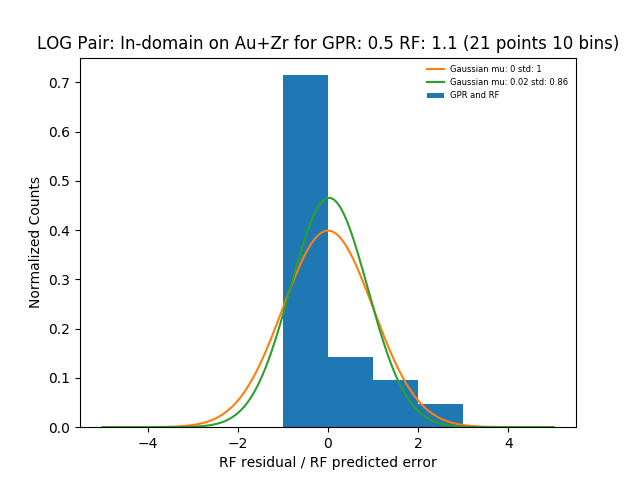 LOG Pair: In-domain on Au+Zr for GPR: 0.5 RF: 1.1 (21 points 10 bins)
Gaussian mu: 0 std: 1
Gaussian mu: 0.02 std: 0.86
GPR and RF
Normalized Counts
0.7
0.6
0.5
0.4
0.3
0.2
0.1
0.0
−4 −2 0 2 4
RF residual / RF predicted error